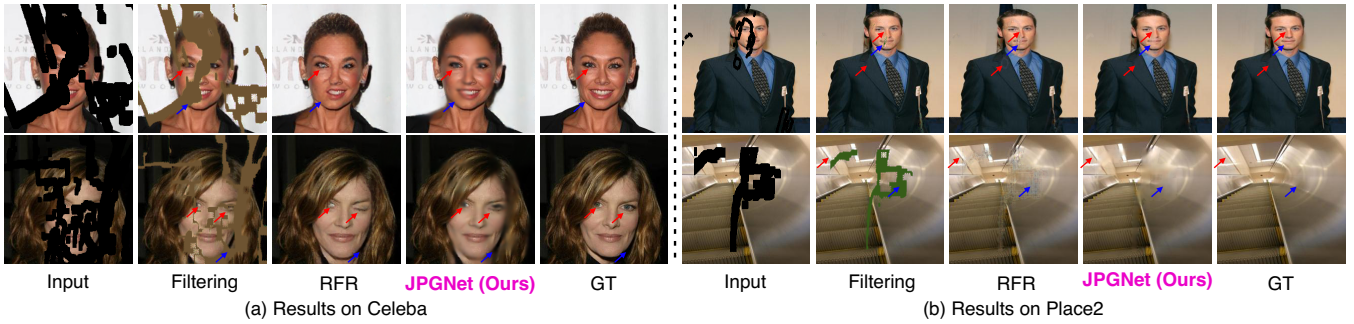 Input Filtering RFR JPGNet (Ours) GT
(a) Results on Celeba
Input Filtering RFR JPGNet (Ours) GT
(b) Results on Place2